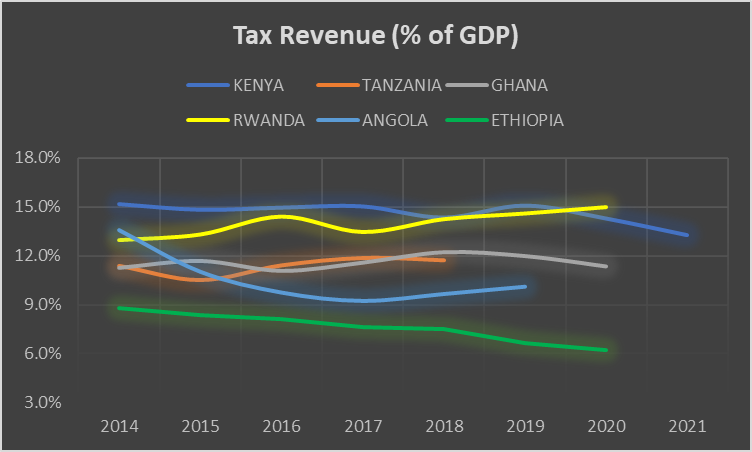 Tax Revenue (% of GDP)
KENYA TANZANIA GHANA
RWANDA ANGOLA ETHIOPIA
18.0%
15.0%
12.0%
9.0%
6.0%
3.0%
2014 2015 2016 2017 2018 2019 2020 2021